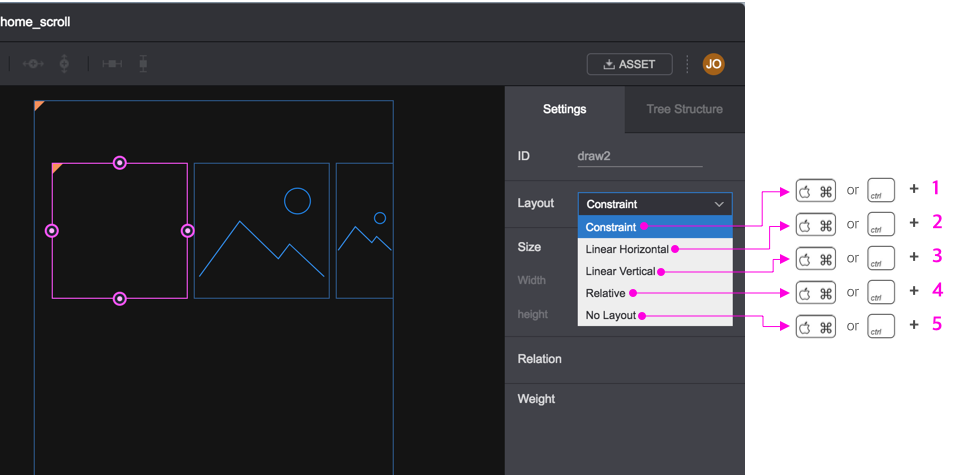 home_scroll
ASSET
JO
Settings
Tree Structure
ID
draw2
Layout
Constraint
Constraint
Linear Horizontal
Linear Vertical
Relative
No Layout
Size
Width
height
Relation
Weight
⌘ or ctrl + 1
⌘ or ctrl + 2
⌘ or ctrl + 3
⌘ or ctrl + 4
⌘ or ctrl + 5